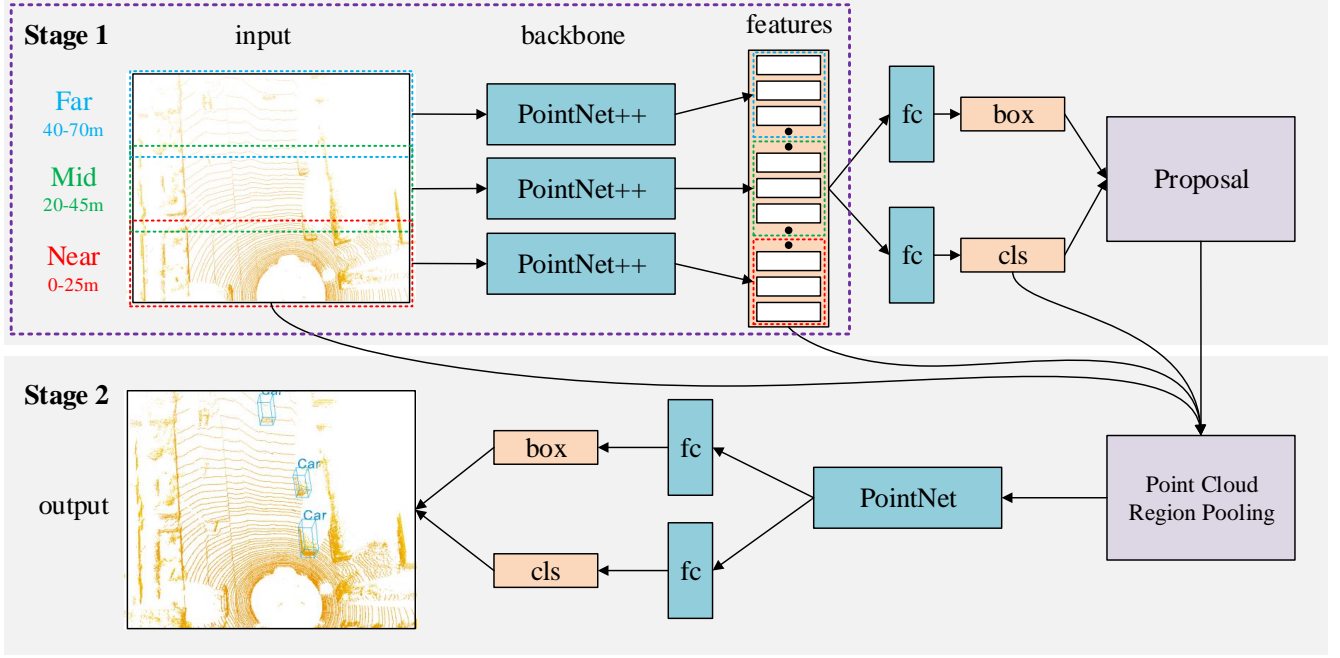 Stage 1
input
backbone
features
Far
40-70m
Mid
20-45m
Near
0-25m
PointNet++
PointNet++
PointNet++
fc
box
fc
cls
Proposal
Stage 2
output
Car
Car
Car
box
cls
fc
fc
PointNet
Point Cloud
Region Pooling